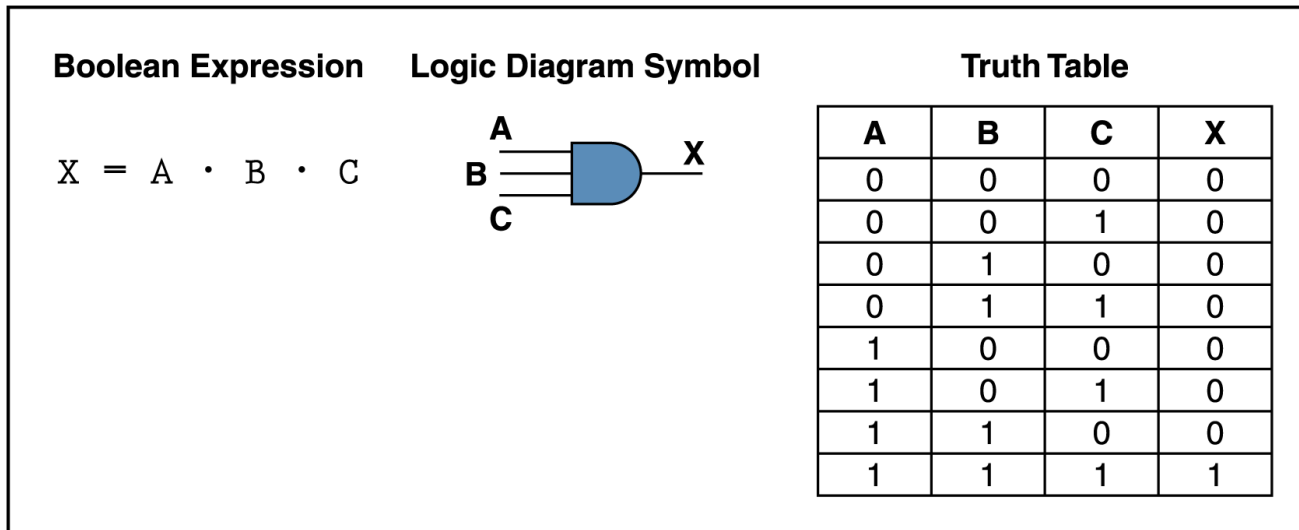 Boolean Expression
Logic Diagram Symbol
Truth Table
X = A · B · C
A
B
C
X
A B C X
0 0 0 0
0 0 1 0
0 1 0 0
0 1 1 0
1 0 0 0
1 0 1 0
1 1 0 0
1 1 1 1